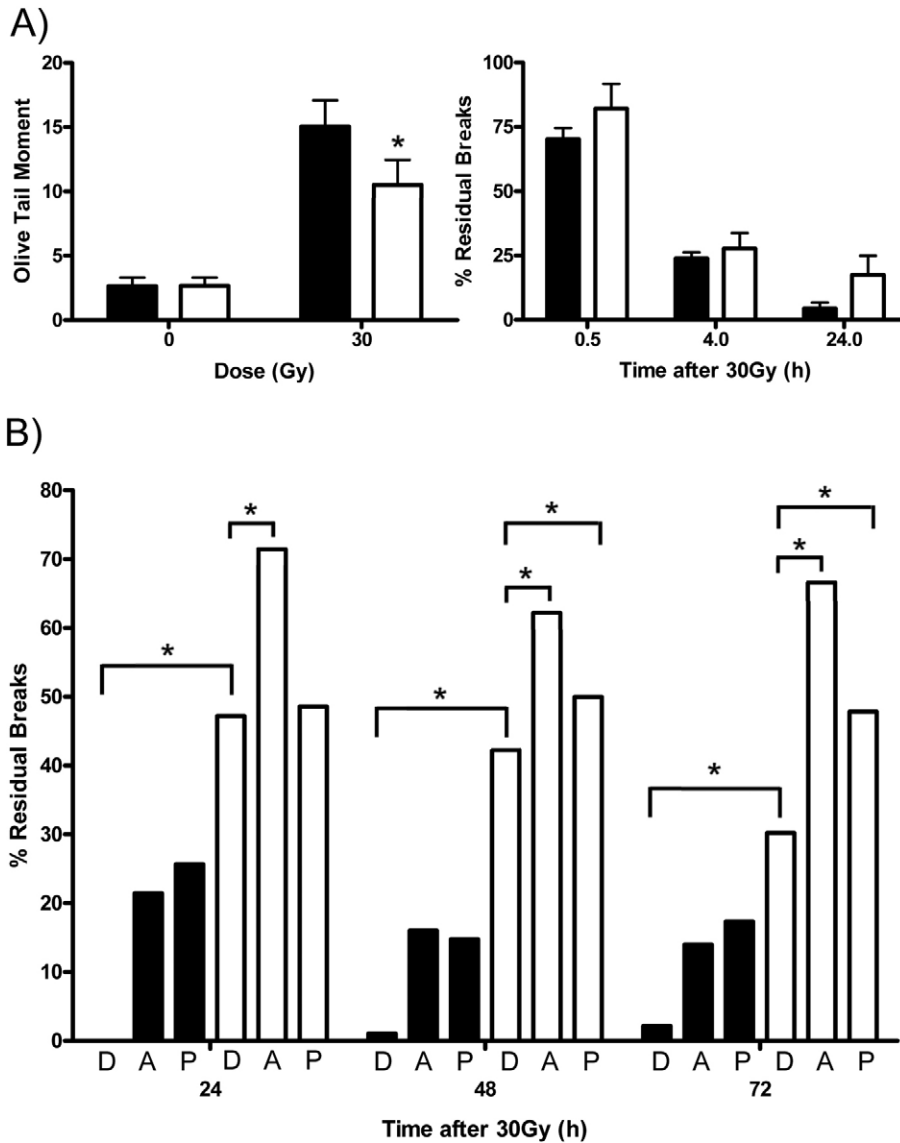 A)
Olive Tail Moment
20
15
10
5
0
*
0 30
Dose (Gy)
% Residual Breaks
100
75
50
25
0
0.5 4.0 24.0
Time after 30Gy (h)
B)
% Residual Breaks
80
70
60
50
40
30
20
10
0
* * * * * * * *
D A P D A P D A P D A P D A P D A P
24 48 72
Time after 30Gy (h)